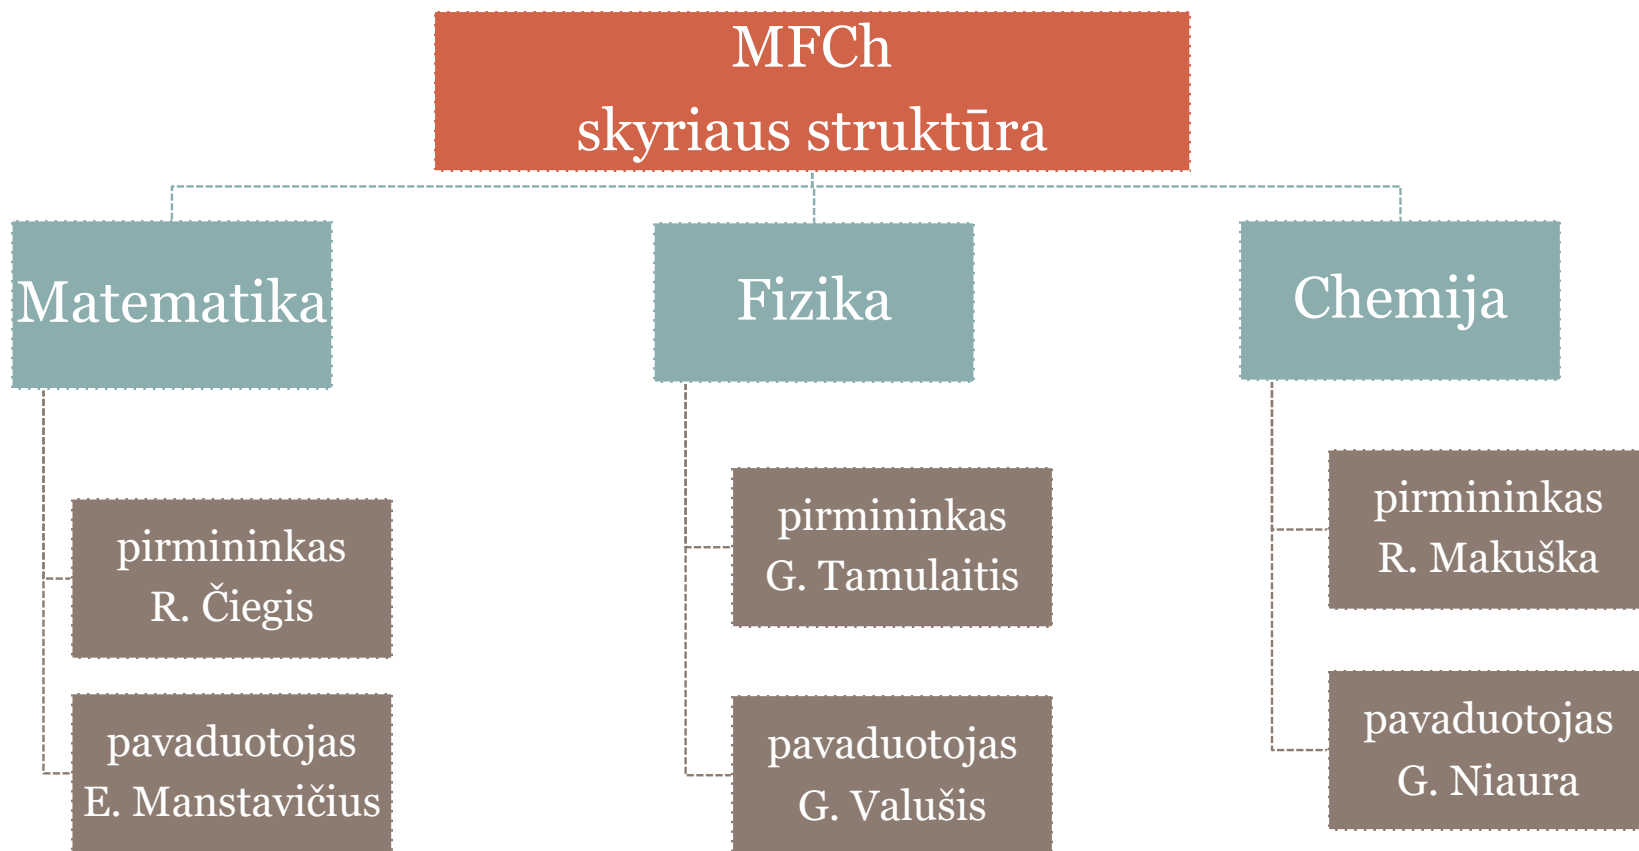 MFCh
skyriaus struktūra
Matematika
pirmininkas
R. Čiegis
pavaduotojas
E. Manstavičius
Fizika
pirmininkas
G. Tamulaitis
pavaduotojas
G. Valušis
Chemija
pirmininkas
R. Makuška
pavaduotojas
G. Niaura